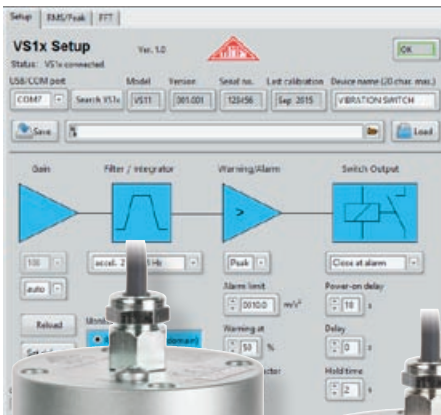 Setup RMS/Peak FFT
VS1x Setup Ver. 1.0 OK
Status: VS1x connected
USB/COM port Model Version Serial no. Last calibration Device name (20 char. max.)
COM7 Search VS1x VS11 001.001 123456 Sep 2015 VIBRATION SWITCH
Save Load
Gain Filter / Integrator Warning/Alarm Switch Output
>
100 accel. 2 Hz Peak Close at alarm
auto Alarm limit Power-on delay
0010.0 m/s² 10 s
Reload Warning at Delay
50 % 0 s
Hold time
2 s